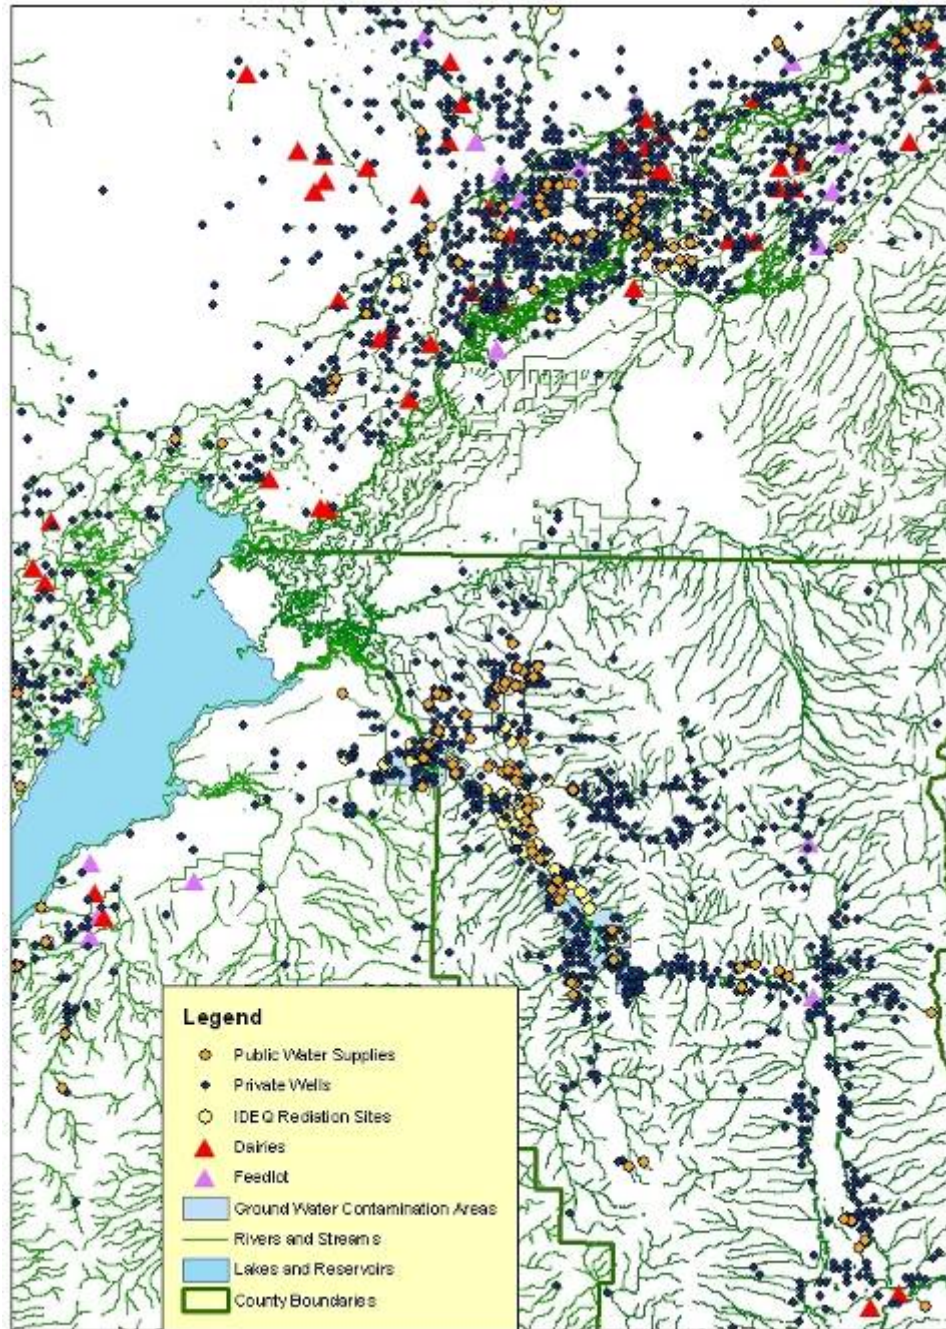 Legend
Public Water Supplies
Private Wells
IDEQ Rediation Sites
Dairies
Feedlot
Ground Water Contamination Areas
Rivers and Streams
Lakes and Reservoirs
County Boundaries